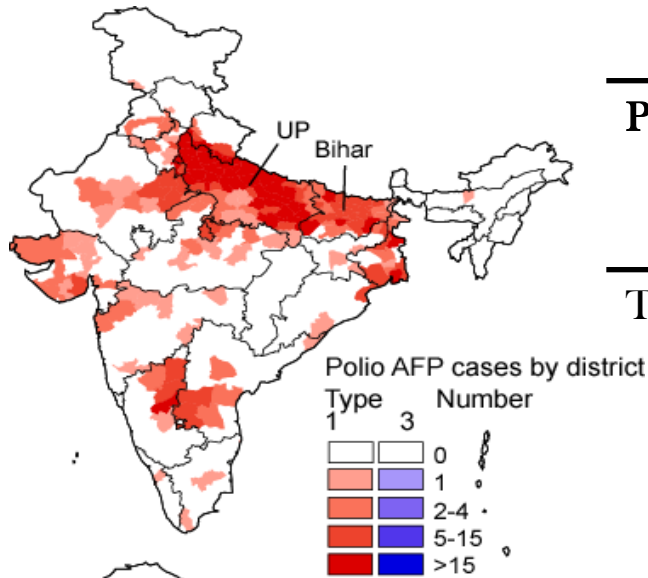 UP
Bihar
P
T
Polio AFP cases by district
Type Number
1 3
0
1
2-4
5-15
>15